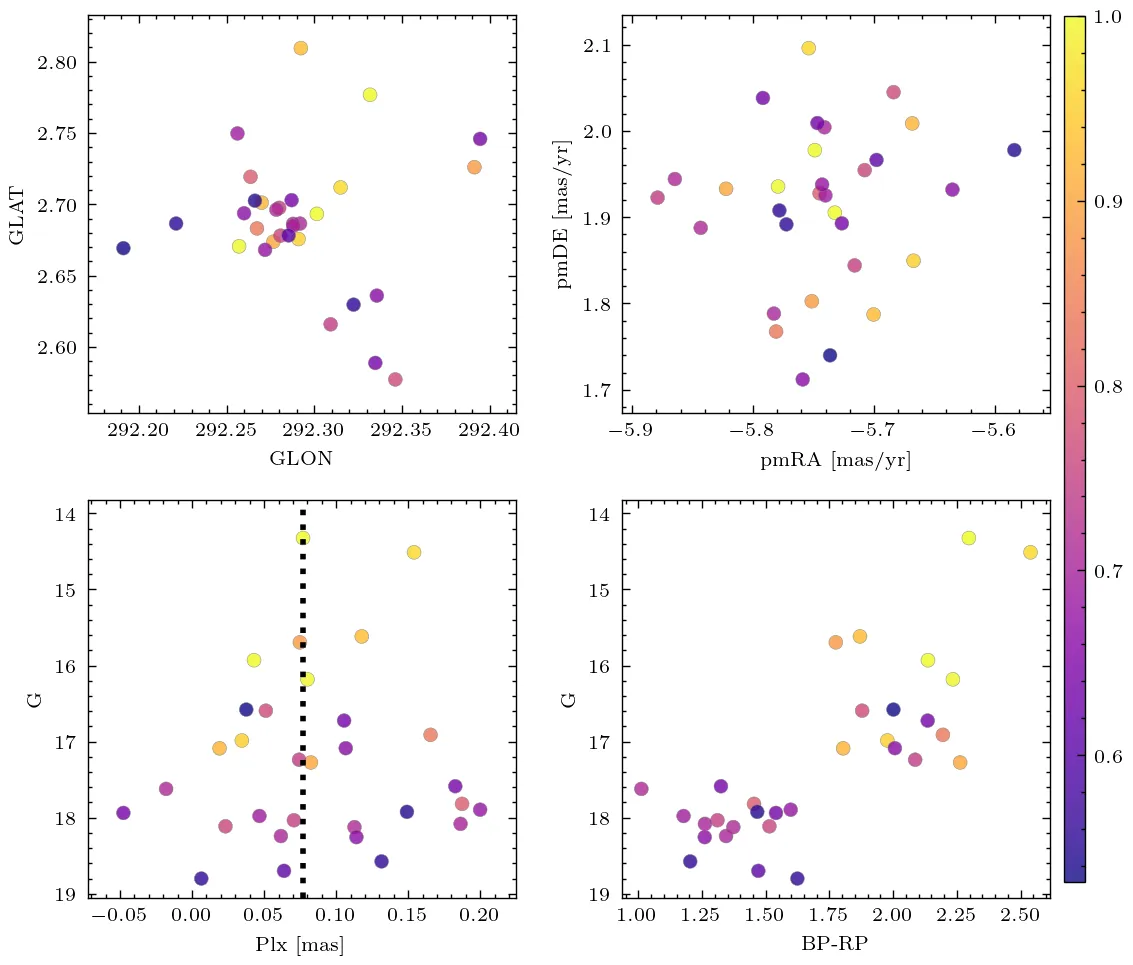 2.80
2.75
2.70
2.65
2.60
GLAT
292.20 292.25 292.30 292.35 292.40
GLON
2.1
2.0
1.9
1.8
1.7
pmDE [mas/yr]
−5.9 −5.8 −5.7 −5.6
pmRA [mas/yr]
1.0
0.9
0.8
0.7
0.6
14
15
16
17
18
19
G
−0.05 0.00 0.05 0.10 0.15 0.20
Plx [mas]
14
15
16
17
18
19
G
1.00 1.25 1.50 1.75 2.00 2.25 2.50
BP-RP